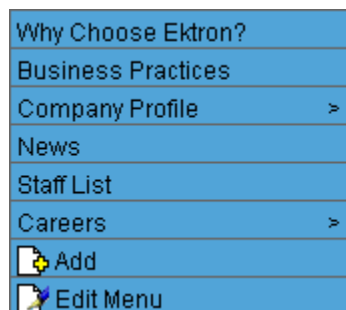 Why Choose Ektron?
Business Practices
Company Profile >
News
Staff List
Careers >
Add
Edit Menu